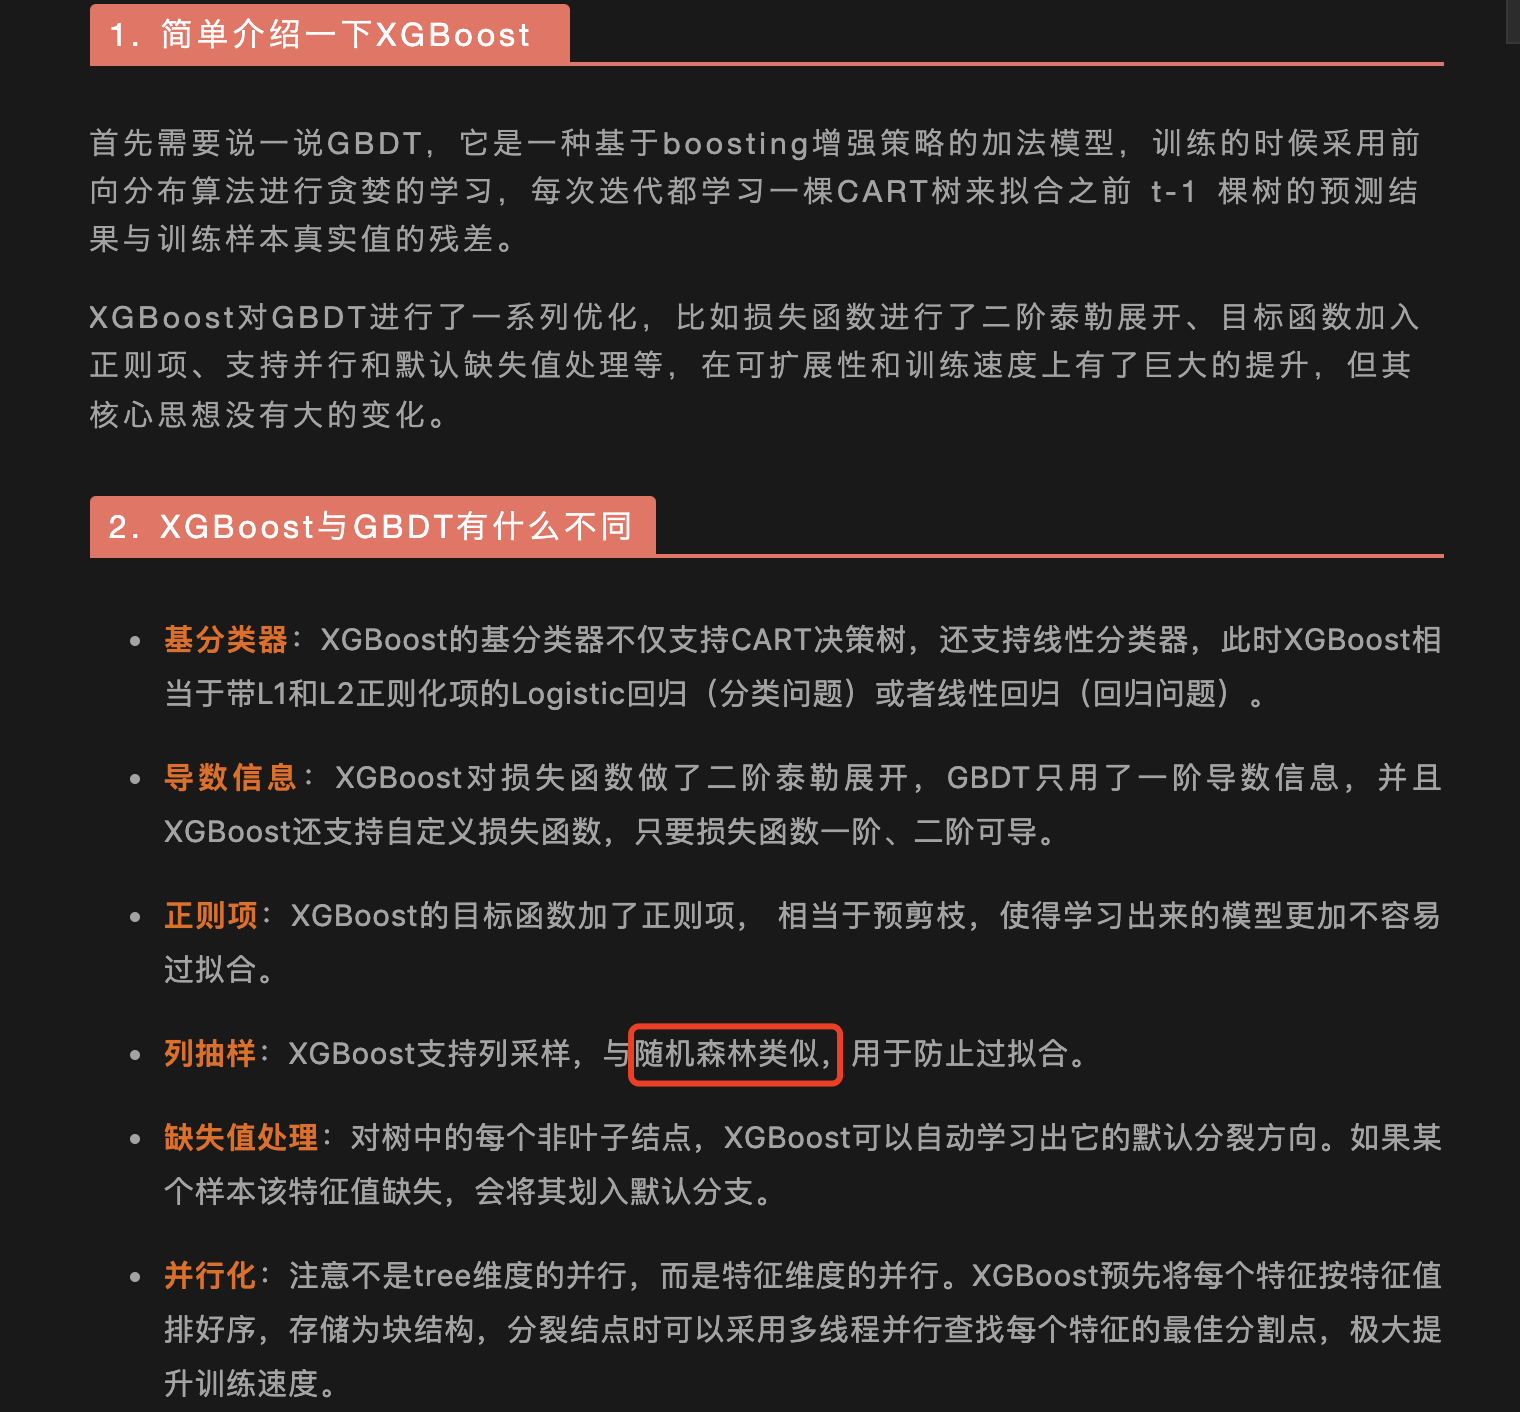 1. 简单介绍一下XGBoost
首先需要说一说GBDT，它是一种基于boosting增强策略的加法模型，训练的时候采用前
向分布算法进行贪婪的学习，每次迭代都学习一棵CART树来拟合之前 t-1 棵树的预测结
果与训练样本真实值的残差。
XGBoost对GBDT进行了一系列优化，比如损失函数进行了二阶泰勒展开、目标函数加入
正则项、支持并行和默认缺失值处理等，在可扩展性和训练速度上有了巨大的提升，但其
核心思想没有大的变化。
2. XGBoost与GBDT有什么不同
• 基分类器：XGBoost的基分类器不仅支持CART决策树，还支持线性分类器，此时XGBoost相
当于带L1和L2正则化项的Logistic回归（分类问题）或者线性回归（回归问题）。
• 导数信息：XGBoost对损失函数做了二阶泰勒展开，GBDT只用了一阶导数信息，并且
XGBoost还支持自定义损失函数，只要损失函数一阶、二阶可导。
• 正则项：XGBoost的目标函数加了正则项， 相当于预剪枝，使得学习出来的模型更加不容易
过拟合。
• 列抽样：XGBoost支持列采样，与随机森林类似，用于防止过拟合。
• 缺失值处理：对树中的每个非叶子结点，XGBoost可以自动学习出它的默认分裂方向。如果某
个样本该特征值缺失，会将其划入默认分支。
• 并行化：注意不是tree维度的并行，而是特征维度的并行。XGBoost预先将每个特征按特征值
排好序，存储为块结构，分裂结点时可以采用多线程并行查找每个特征的最佳分割点，极大提
升训练速度。